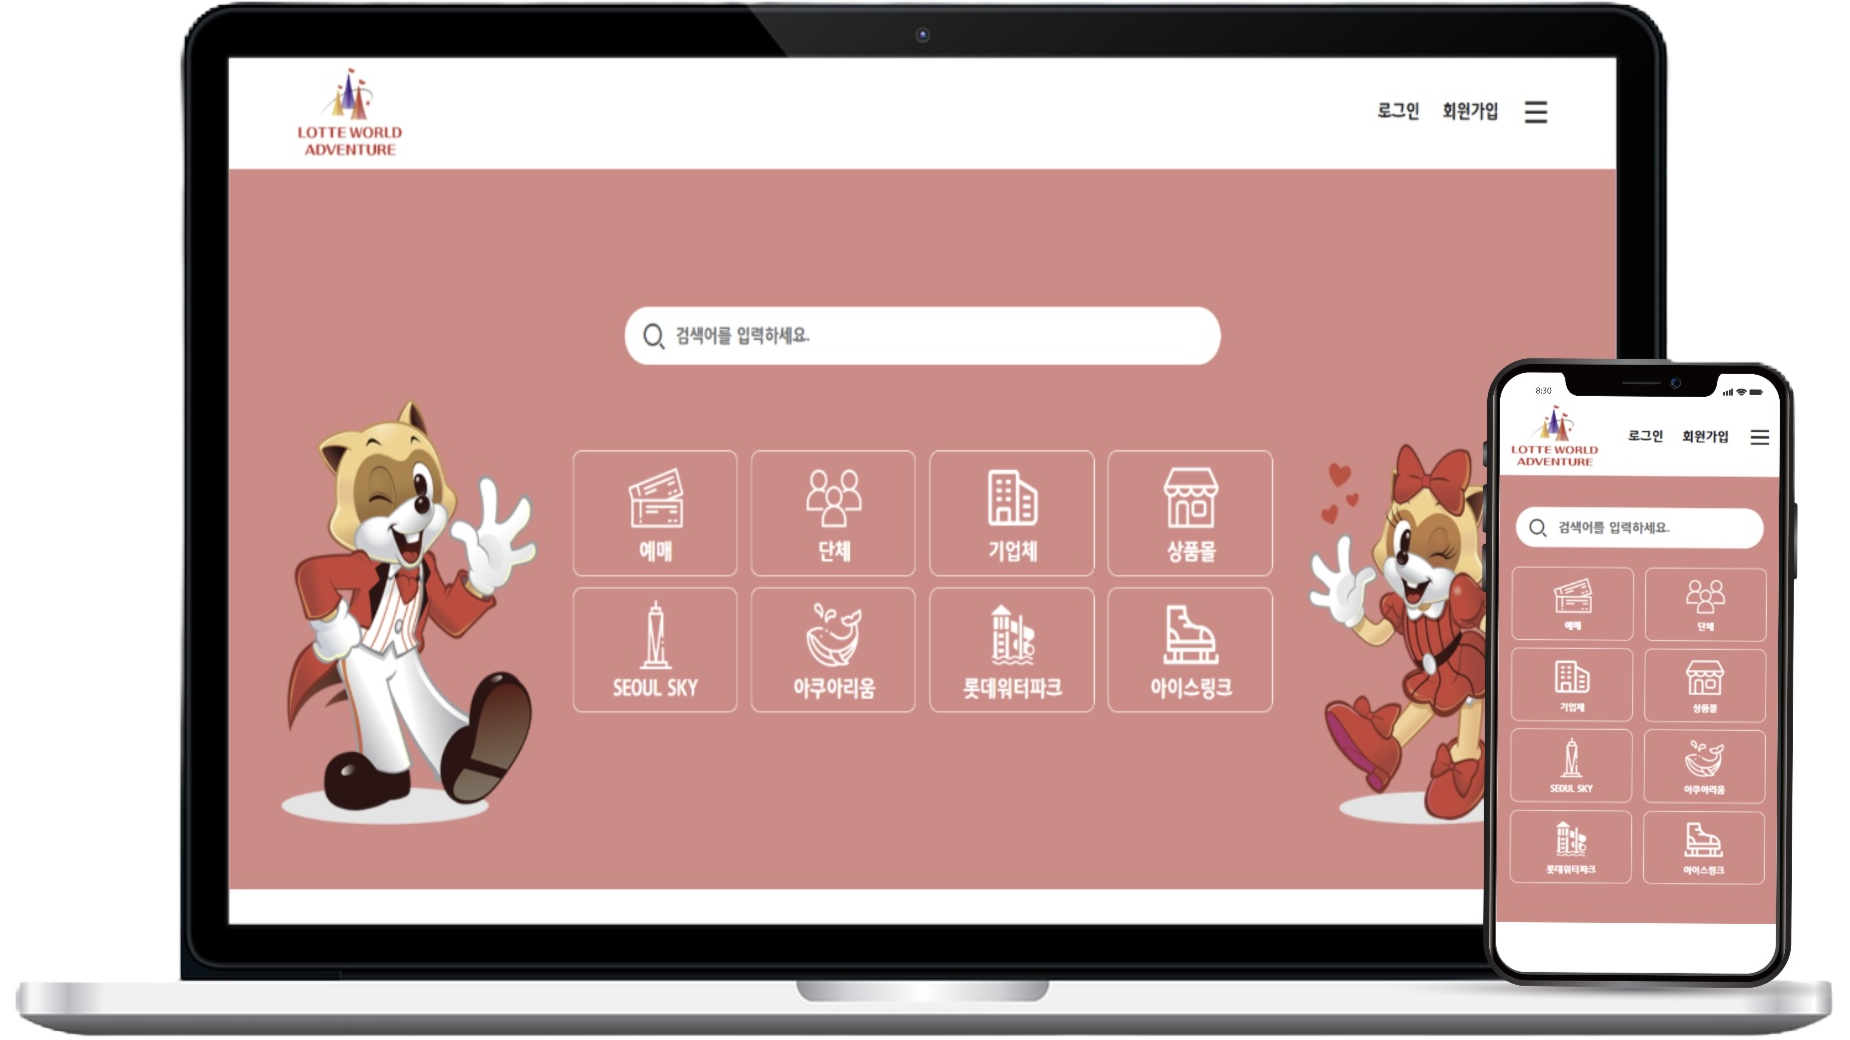 LOTTE WORLD
ADVENTURE
로그인 회원가입
검색어를 입력하세요.
예매 단체 기업체 상품몰
SEOUL SKY 아쿠아리움 롯데워터파크 아이스링크
8:30
LOTTE WORLD
ADVENTURE
로그인 회원가입
검색어를 입력하세요.
예매 단체
기업체 상품몰
SEOUL SKY 아쿠아리움
롯데워터파크 아이스링크